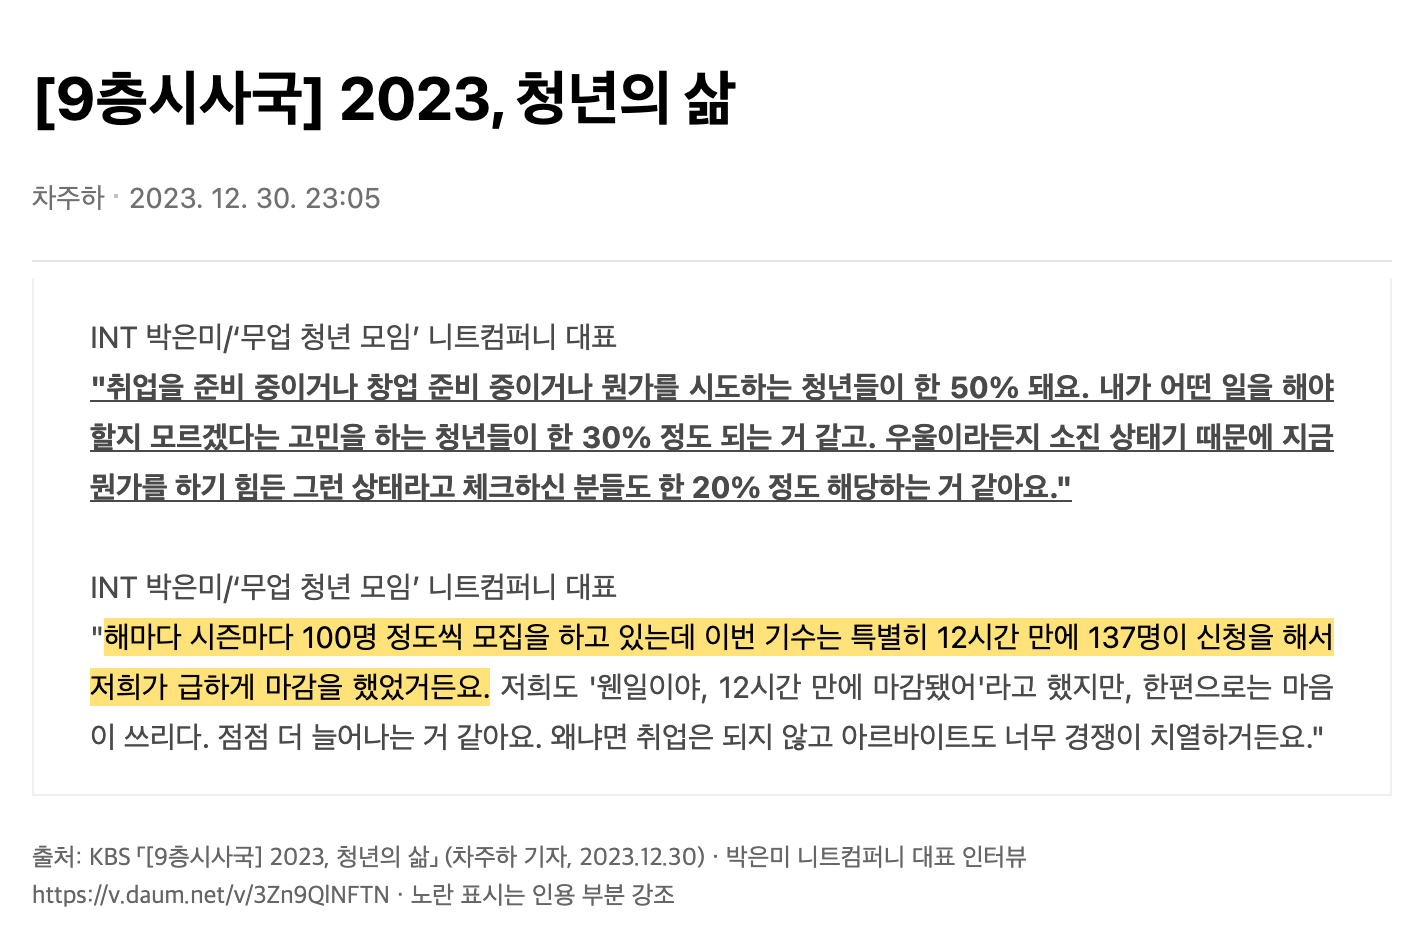 [9층시사국] 2023, 청년의 삶
차주하 · 2023. 12. 30. 23:05
INT 박은미/‘무업 청년 모임’ 니트컴퍼니 대표
"취업을 준비 중이거나 창업 준비 중이거나 뭔가를 시도하는 청년들이 한 50% 돼요. 내가 어떤 일을 해야
할지 모르겠다는 고민을 하는 청년들이 한 30% 정도 되는 거 같고. 우울이라든지 소진 상태기 때문에 지금
뭔가를 하기 힘든 그런 상태라고 체크하신 분들도 한 20% 정도 해당하는 거 같아요."
INT 박은미/‘무업 청년 모임’ 니트컴퍼니 대표
"해마다 시즌마다 100명 정도씩 모집을 하고 있는데 이번 기수는 특별히 12시간 만에 137명이 신청을 해서
저희가 급하게 마감을 했었거든요. 저희도 '웬일이야, 12시간 만에 마감됐어'라고 했지만, 한편으로는 마음
이 쓰리다. 점점 더 늘어나는 거 같아요. 왜냐면 취업은 되지 않고 아르바이트도 너무 경쟁이 치열하거든요."
출처: KBS 「[9층시사국] 2023, 청년의 삶」 (차주하 기자, 2023.12.30) · 박은미 니트컴퍼니 대표 인터뷰
https://v.daum.net/v/3Zn9QlNFTN · 노란 표시는 인용 부분 강조